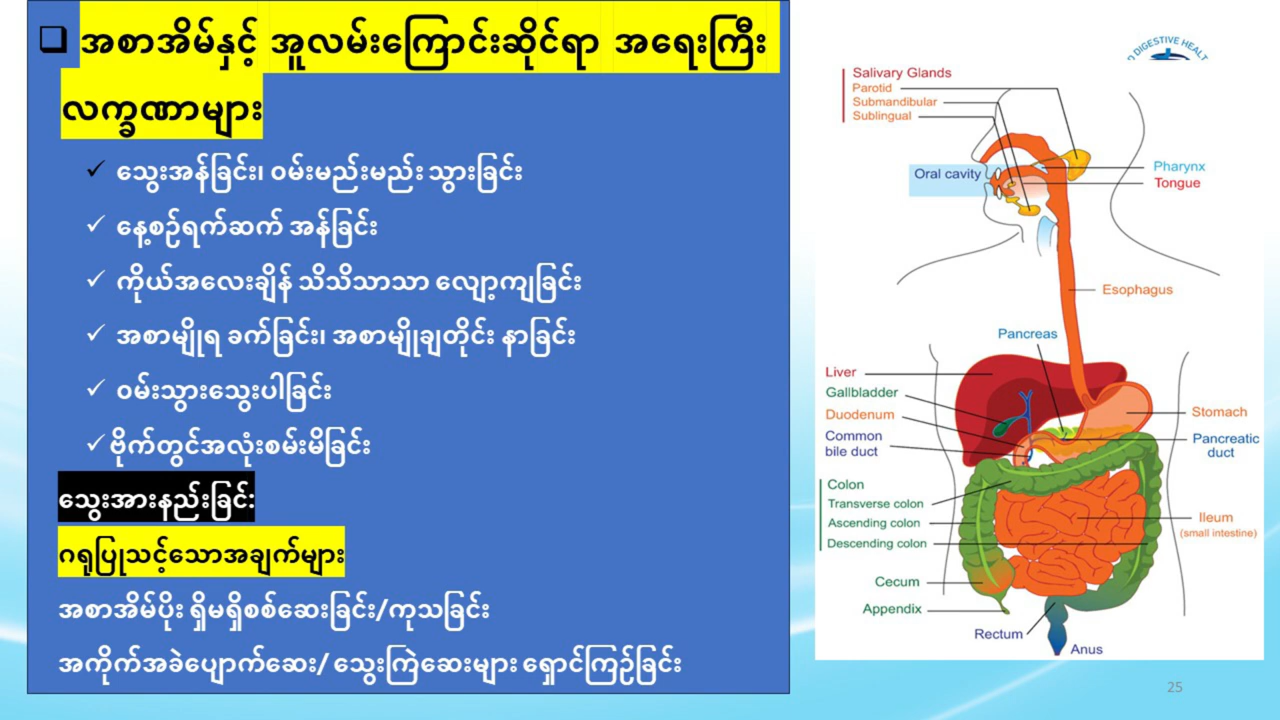 အစာအိမ်နှင့် အူလမ်းကြောင်းဆိုင်ရာ အရေးကြီး
လက္ခဏာများ
သွေးအန်ခြင်း၊ ဝမ်းမည်းမည်း သွားခြင်း
နေ့စဉ်ရက်ဆက် အန်ခြင်း
ကိုယ်အလေးချိန် သိသိသာသာ လျော့ကျခြင်း
အစာမျိုရ ခက်ခြင်း၊ အစာမျိုချတိုင်း နာခြင်း
ဝမ်းသွားသွေးပါခြင်း
ဗိုက်တွင်အလုံးစမ်းမိခြင်း
သွေးအားနည်းခြင်း
ဂရုပြုသင့်သောအချက်များ
အစာအိမ်ပိုး ရှိမရှိစစ်ဆေးခြင်း/ကုသခြင်း
အကိုက်အခဲပျောက်ဆေး/ သွေးကြဲဆေးများ ရှောင်ကြဉ်ခြင်း
DIGESTIVE HEALT
Salivary Glands
Parotid
Submandibular
Sublingual
Oral cavity
Pharynx
Tongue
Esophagus
Pancreas
Liver
Gallbladder
Duodenum
Common
bile duct
Stomach
Pancreatic
duct
Colon
Transverse colon
Ascending colon
Descending colon
Ileum
(small intestine)
Cecum
Appendix
Rectum
Anus
25